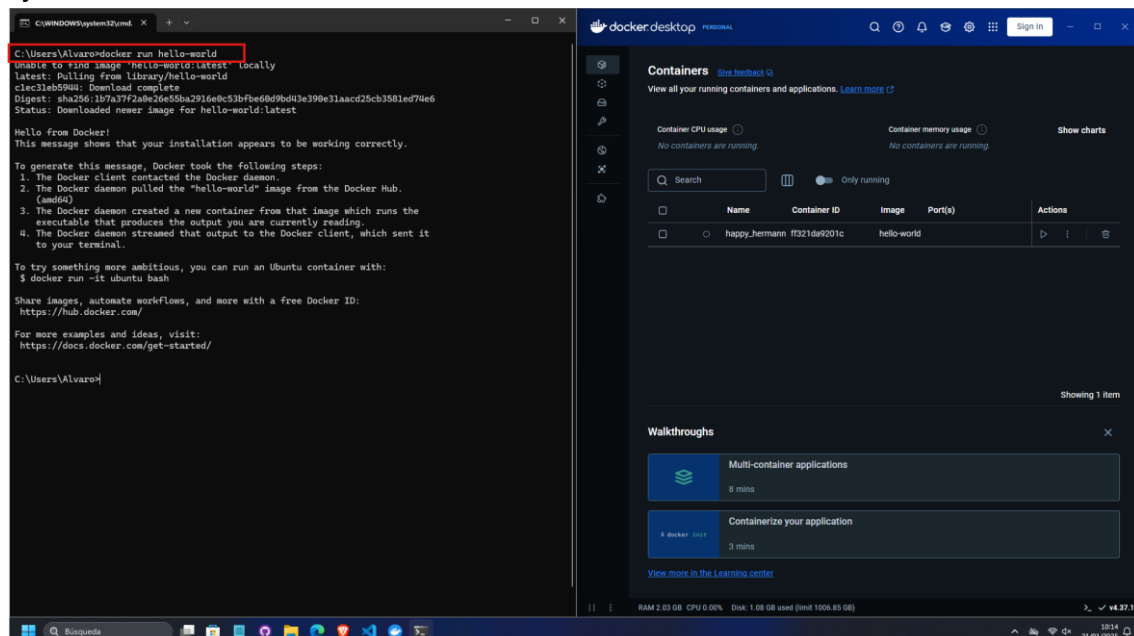 C:\WINDOWS\system32\cmd.
C:\Users\Alvaro>docker run hello-world
Unable to find image 'hello-world:latest' locally
latest: Pulling from library/hello-world
c1ec31eb5944: Download complete
Digest: sha256:1b7a37f2a0e26e55ba2916e0c53bfbe60d9bd43e390e31aacd25cb3581ed74e6
Status: Downloaded newer image for hello-world:latest
Hello from Docker!
This message shows that your installation appears to be working correctly.
To generate this message, Docker took the following steps:
1. The Docker client contacted the Docker daemon.
2. The Docker daemon pulled the "hello-world" image from the Docker Hub.
(amd64)
3. The Docker daemon created a new container from that image which runs the
executable that produces the output you are currently reading.
4. The Docker daemon streamed that output to the Docker client, which sent it
to your terminal.
To try something more ambitious, you can run an Ubuntu container with:
$ docker run -it ubuntu bash
Share images, automate workflows, and more with a free Docker ID:
https://hub.docker.com/
For more examples and ideas, visit:
https://docs.docker.com/get-started/
C:\Users\Alvaro>
docker.desktop PERSONAL
Sign in
Containers Give feedback
View all your running containers and applications. Learn more
Container CPU usage
No containers are running.
Container memory usage
No containers are running.
Show charts
Search
Only running
Name Container ID Image Port(s) Actions
happy_hermann ff321da9201c hello-world
Showing 1 item
Walkthroughs
Multi-container applications
8 mins
$ docker init
Containerize your application
3 mins
View more in the Learning center
RAM 2.03 GB CPU 0.00% Disk: 1.08 GB used (limit 1006.85 GB)
v4.37.1
Búsqueda
10:14